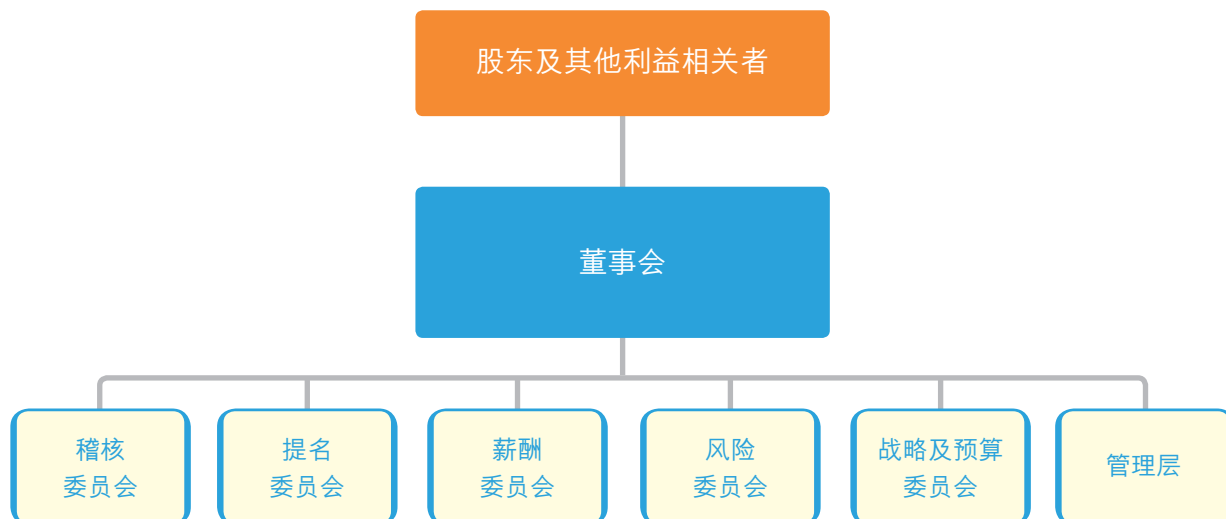 股东及其他利益相关者
董事会
稽核
委员会
提名
委员会
薪酬
委员会
风险
委员会
战略及预算
委员会
管理层